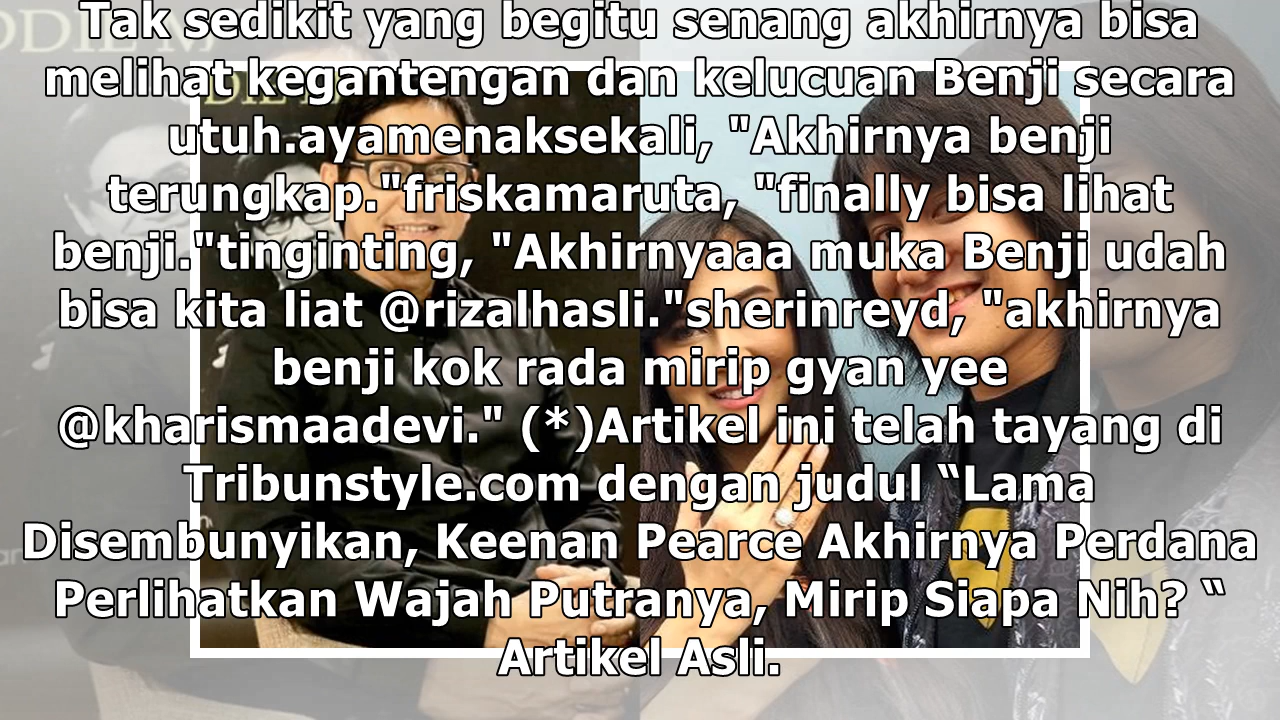 Tak sedikit yang begitu senang akhirnya bisa
melihat kegantengan dan kelucuan Benji secara
utuh.ayamenaksekali, "Akhirnya benji
terungkap."friskamaruta, "finally bisa lihat
benji."tinginting, "Akhirnyaaa muka Benji udah
bisa kita liat @rizalhasli."sherinreyd, "akhirnya
benji kok rada mirip gyan yee
@kharismaadevi." (*)Artikel ini telah tayang di
Tribunstyle.com dengan judul “Lama
Disembunyikan, Keenan Pearce Akhirnya Perdana
Perlihatkan Wajah Putranya, Mirip Siapa Nih? “
Artikel Asli.